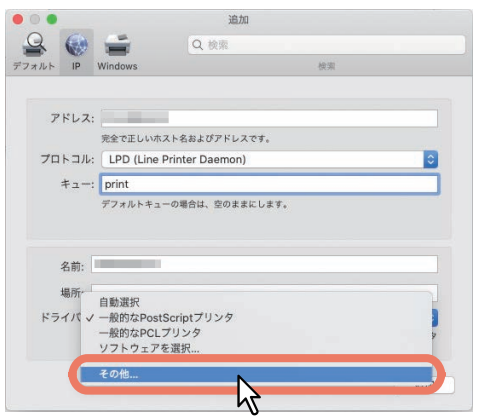 追加
検索
デフォルト IP Windows
検索
アドレス:
完全で正しいホスト名およびアドレスです。
プロトコル: LPD (Line Printer Daemon)
キュー: print
デフォルトキューの場合は、空のままにします。
名前:
場所:
自動選択
ドライバ ✓ 一般的なPostScriptプリンタ
一般的なPCLプリンタ
ソフトウェアを選択...
その他...